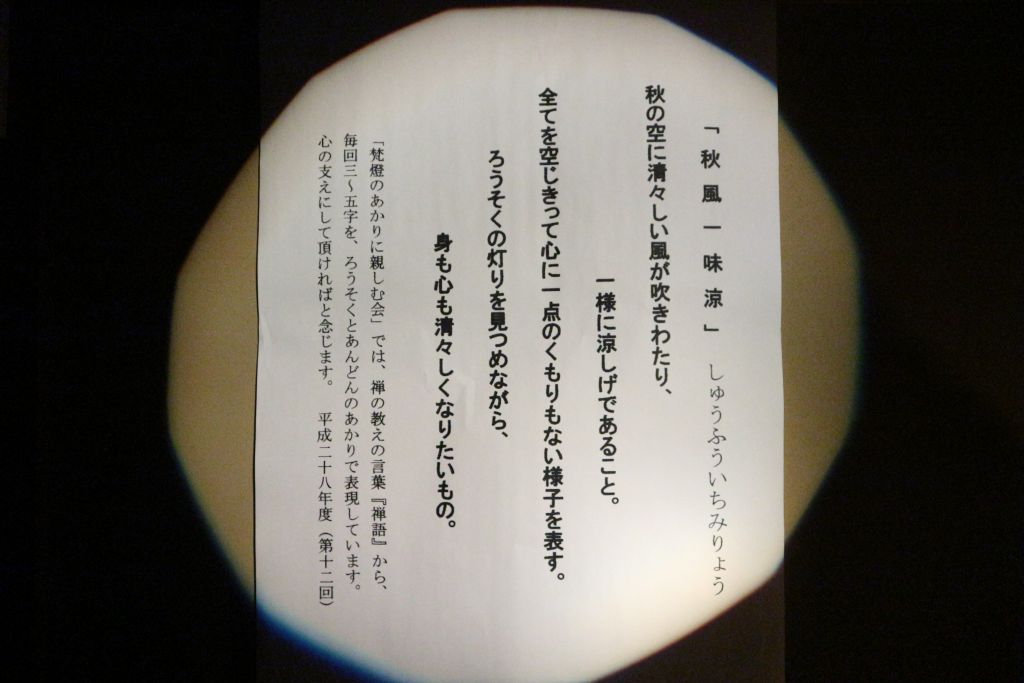 「秋風一味涼」 しゅうふういちみりょう
秋の空に清々しい風が吹きわたり、
一様に涼しげであること。
全てを空じきって心に一点のくもりもない様子を表す。
ろうそくの灯りを見つめながら、
身も心も清々しくなりたいもの。
「梵燈のあかりに親しむ会」では、禅の教えの言葉『禅語』から、
毎回三～五字を、ろうそくとあんどんのあかりで表現しています。
心の支えにして頂ければと念じます。 平成二十八年度（第十二回）